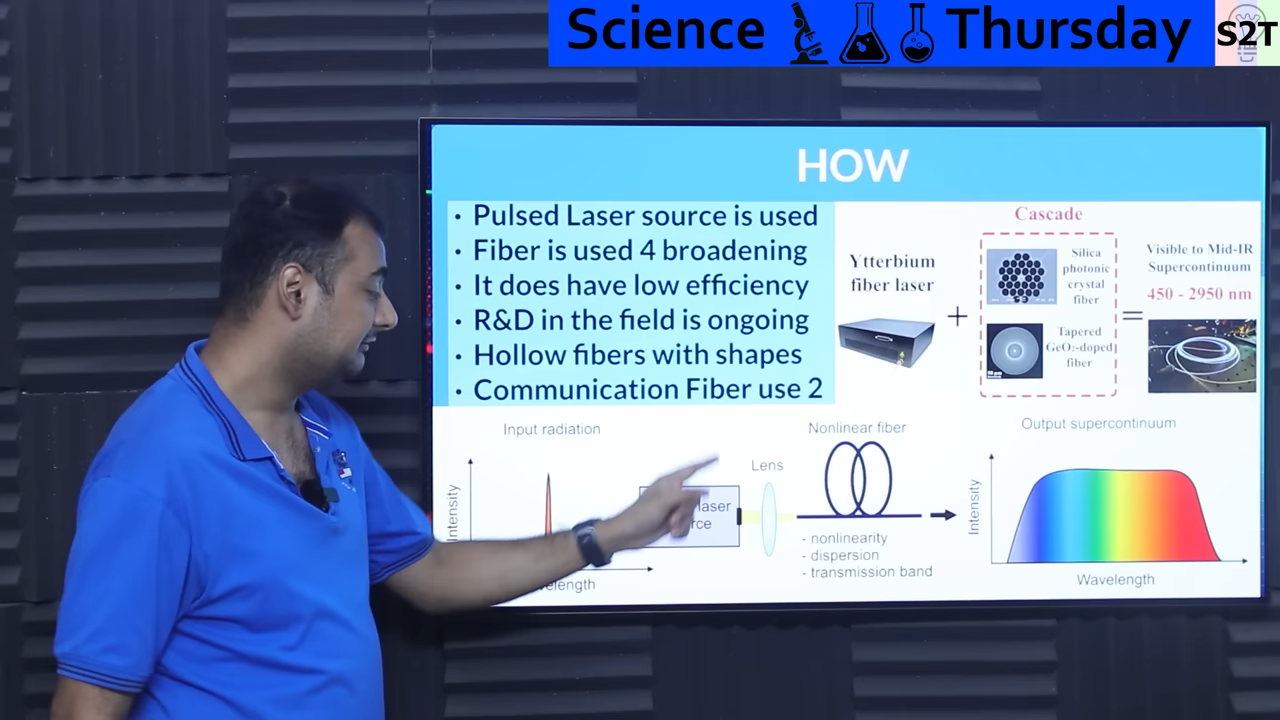 Science Thursday
S2T
HOW
• Pulsed Laser source is used
• Fiber is used 4 broadening
• It does have low efficiency
• R&D in the field is ongoing
• Hollow fibers with shapes
• Communication Fiber use 2
Ytterbium
fiber laser
+
Cascade
Silica
photonic
crystal
fiber
Tapered
GeO₂-doped
fiber
=
Visible to Mid-IR
Supercontinuum
450 - 2950 nm
Input radiation
Intensity
laser
Lens
Nonlinear fiber
- nonlinearity
- dispersion
- transmission band
Output supercontinuum
Intensity
Wavelength